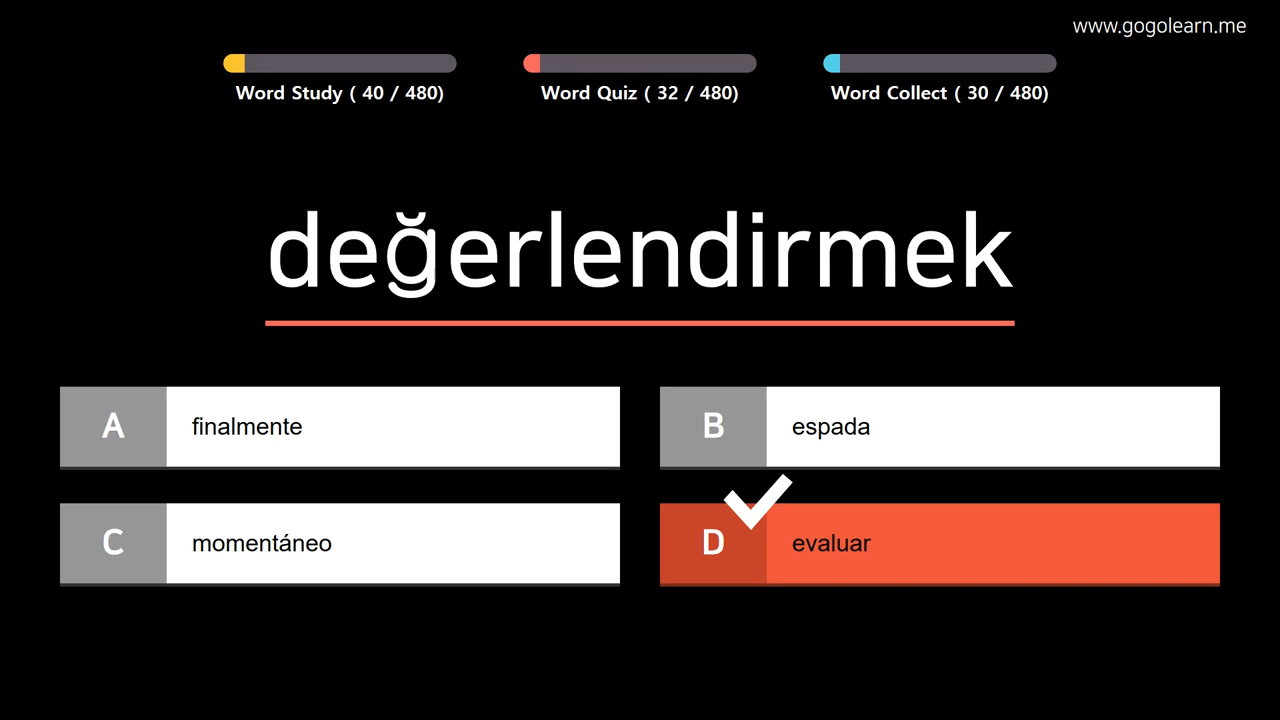 www.gogolearn.me
Word Study ( 40 / 480)
Word Quiz ( 32 / 480)
Word Collect ( 30 / 480)
değerlendirmek
A
finalmente
B
espada
C
momentáneo
D
evaluar